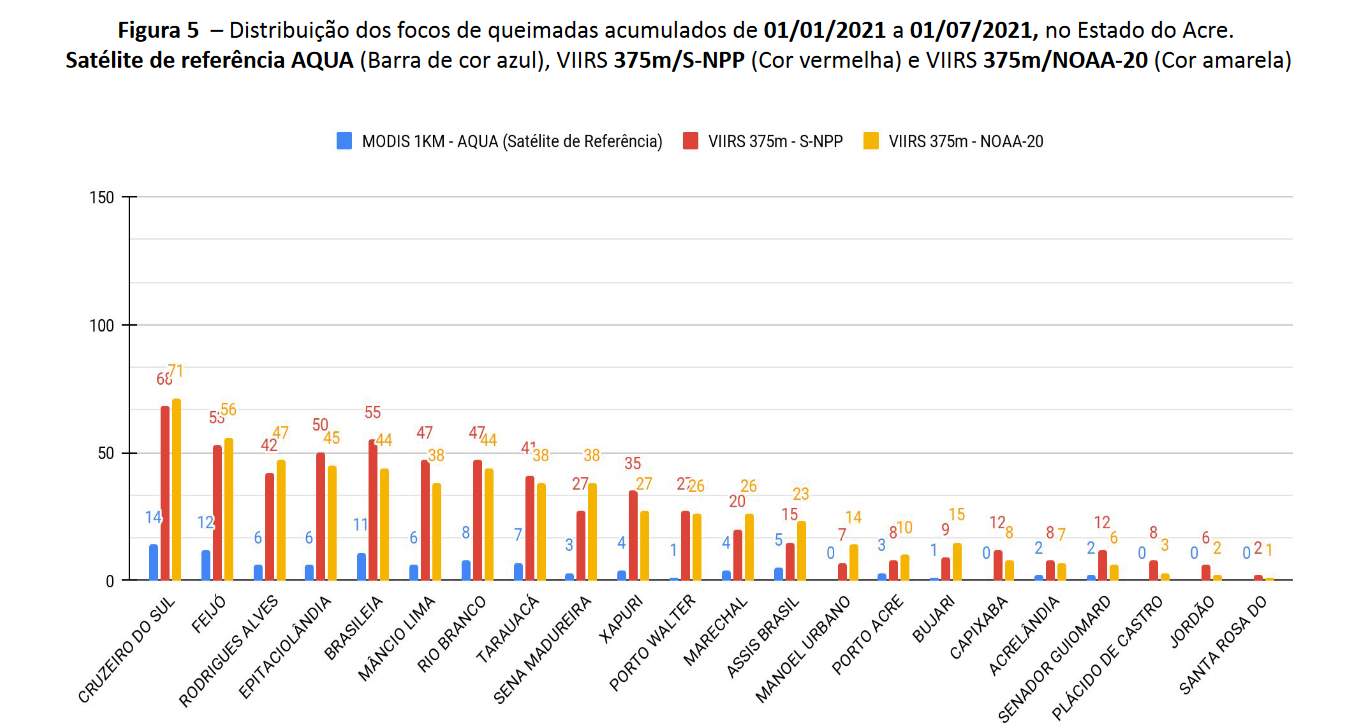 Figura 5 – Distribuição dos focos de queimadas acumulados de 01/01/2021 a 01/07/2021, no Estado do Acre.
Satélite de referência AQUA (Barra de cor azul), VIIRS 375m/S-NPP (Cor vermelha) e VIIRS 375m/NOAA-20 (Cor amarela)
MODIS 1KM - AQUA (Satélite de Referência) VIIRS 375m - S-NPP VIIRS 375m - NOAA-20
150
100
50
0
14 68 71
12 53 56
6 42 47
6 50 45
11 55 44
6 47 38
8 47 44
7 41 38
3 27 38
4 35 27
1 27 26
4 20 26
5 15 23
0 7 14
3 8 10
1 9 15
0 12 8
2 8 7
2 12 6
0 8 3
0 6 2
0 2 1
CRUZEIRO DO SUL
FEIJÓ
RODRIGUES ALVES
EPITACIOLÂNDIA
BRASILEIA
MÂNCIO LIMA
RIO BRANCO
TARAUACÁ
SENA MADUREIRA
XAPURI
PORTO WALTER
MARECHAL
ASSIS BRASIL
MANOEL URBANO
PORTO ACRE
BUJARI
CAPIXABA
ACRELÂNDIA
SENADOR GUIOMARD
PLÁCIDO DE CASTRO
JORDÃO
SANTA ROSA DO